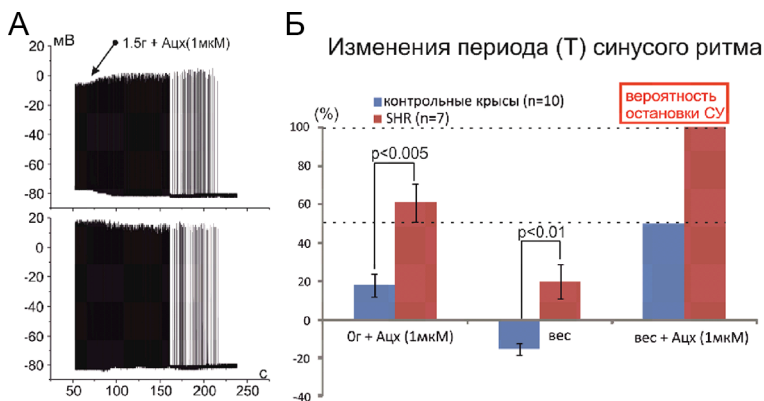 А
мВ
1.5г + Ацх(1мкМ)
20
0
-20
-40
-60
-80
20
0
-20
-40
-60
-80
50
100
150
200
250
с
Б
Изменения периода (Т) синусого ритма
(%)
контрольные крысы (n=10)
SHR (n=7)
вероятность
остановки СУ
100
80
60
40
20
0
-20
-40
p<0.005
p<0.01
0г + Ацх (1мкМ)
вес
вес + Ацх (1мкМ)